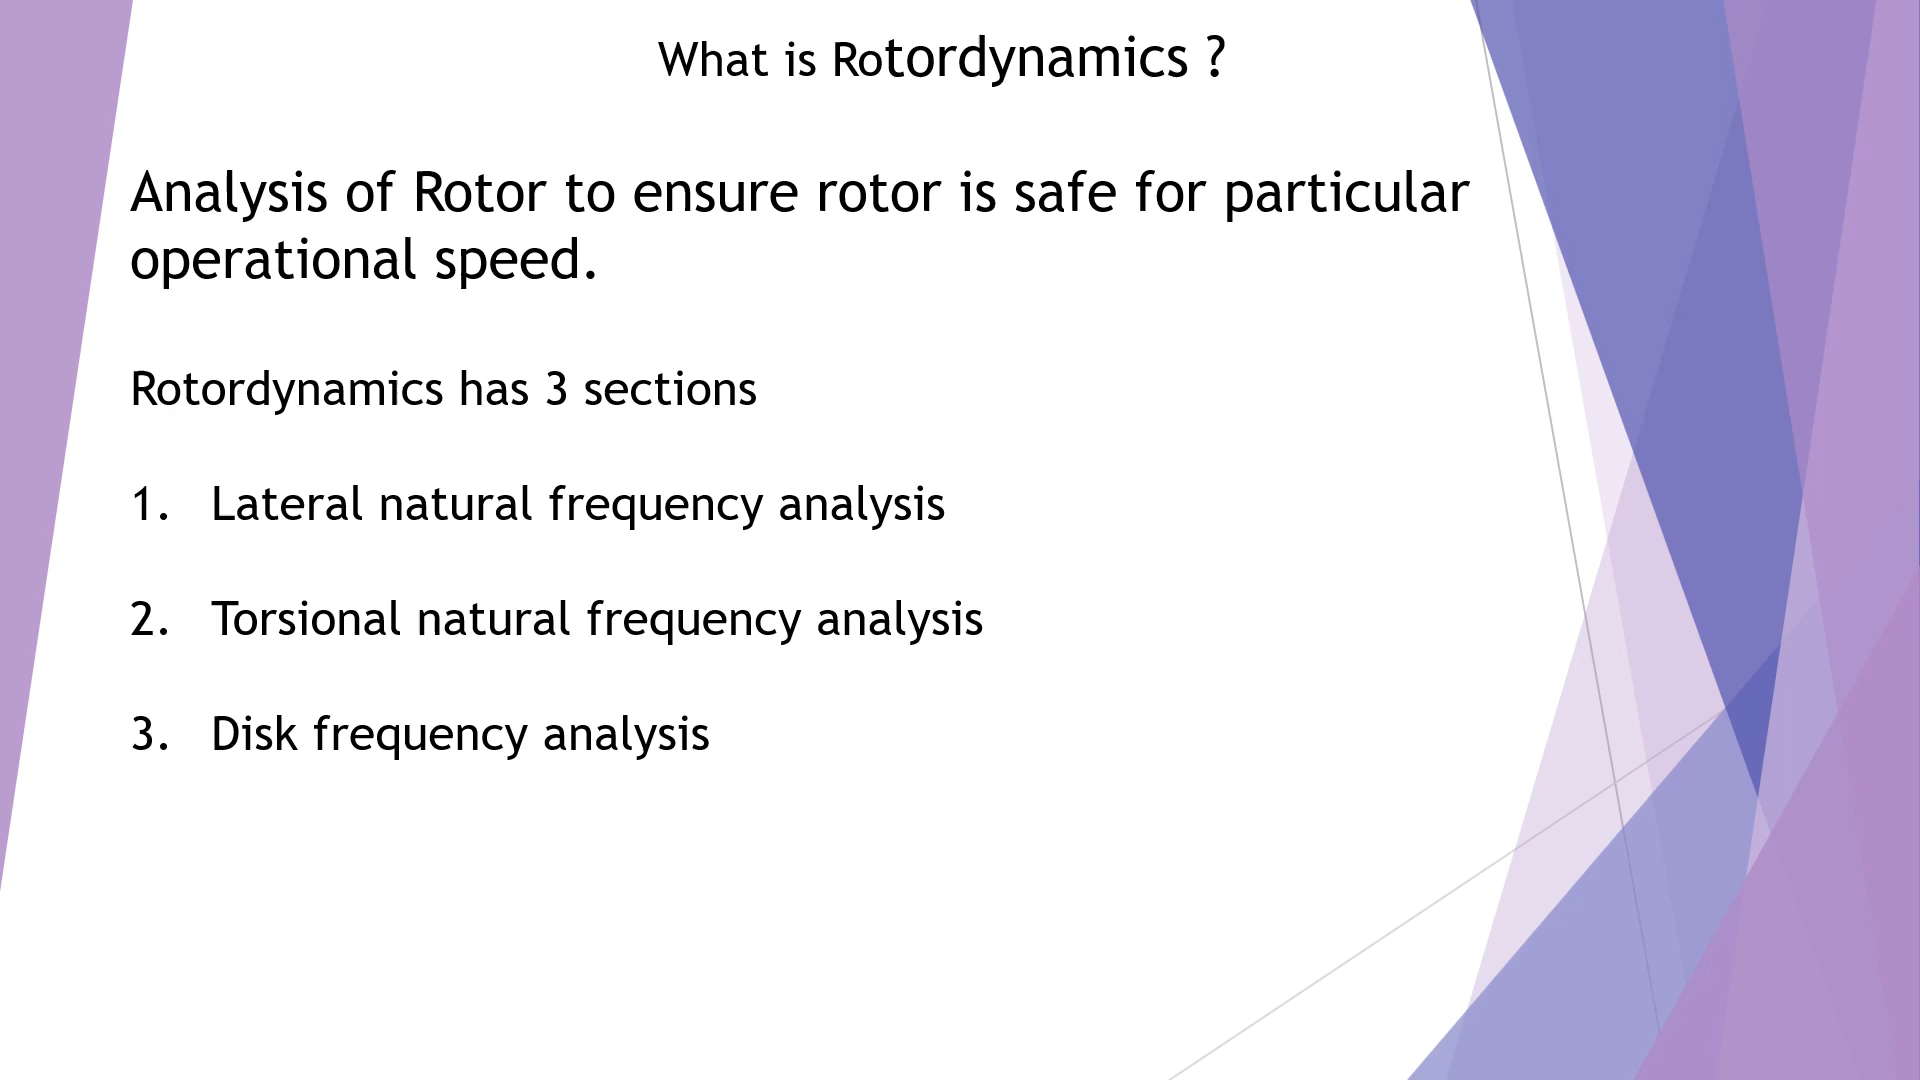 What is Rotordynamics ?
Analysis of Rotor to ensure rotor is safe for particular
operational speed.
Rotordynamics has 3 sections
1. Lateral natural frequency analysis
2. Torsional natural frequency analysis
3. Disk frequency analysis